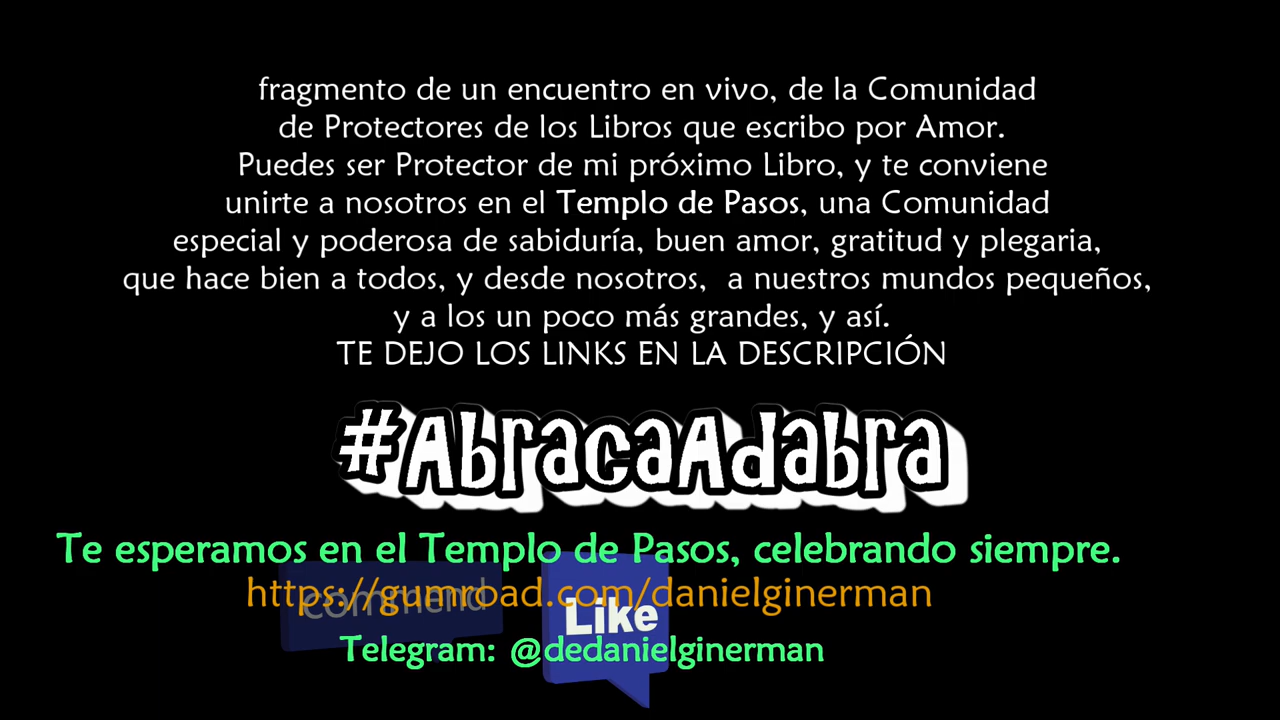 fragmento de un encuentro en vivo, de la Comunidad
de Protectores de los Libros que escribo por Amor.
Puedes ser Protector de mi próximo Libro, y te conviene
unirte a nosotros en el Templo de Pasos, una Comunidad
especial y poderosa de sabiduría, buen amor, gratitud y plegaria,
que hace bien a todos, y desde nosotros, a nuestros mundos pequeños,
y a los un poco más grandes, y así.
TE DEJO LOS LINKS EN LA DESCRIPCIÓN
#AbracaAdabra
Te esperamos en el Templo de Pasos, celebrando siempre.
https://gumroad.com/danielginerman
commend
Like
Telegram: @dedanielginerman